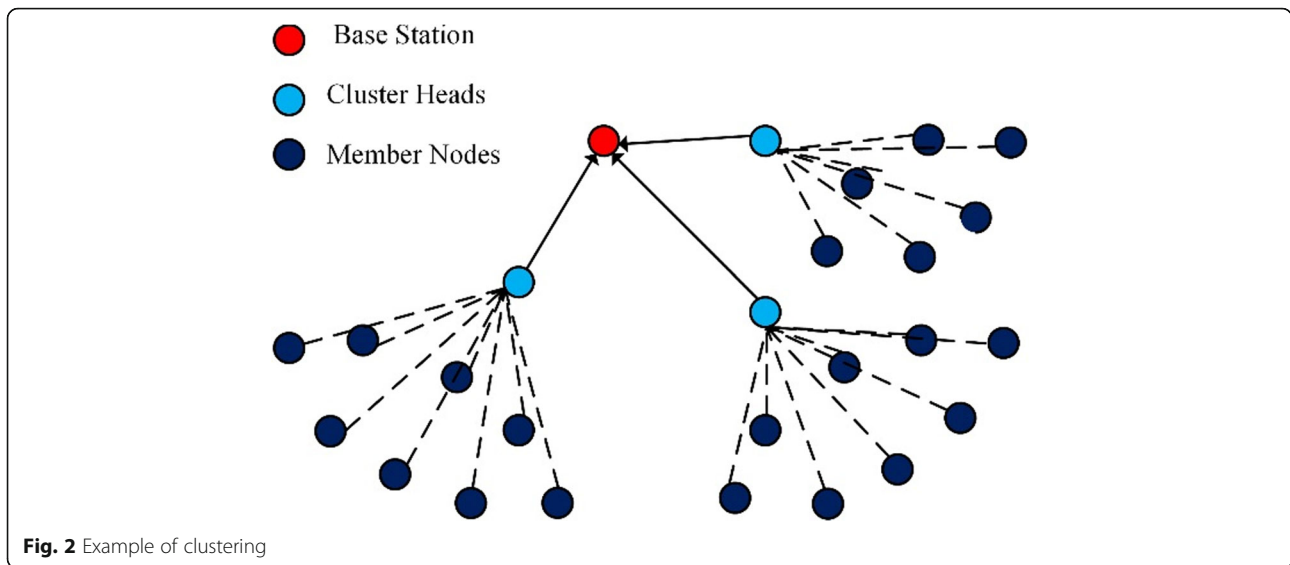 Base Station
Cluster Heads
Member Nodes
Fig. 2 Example of clustering